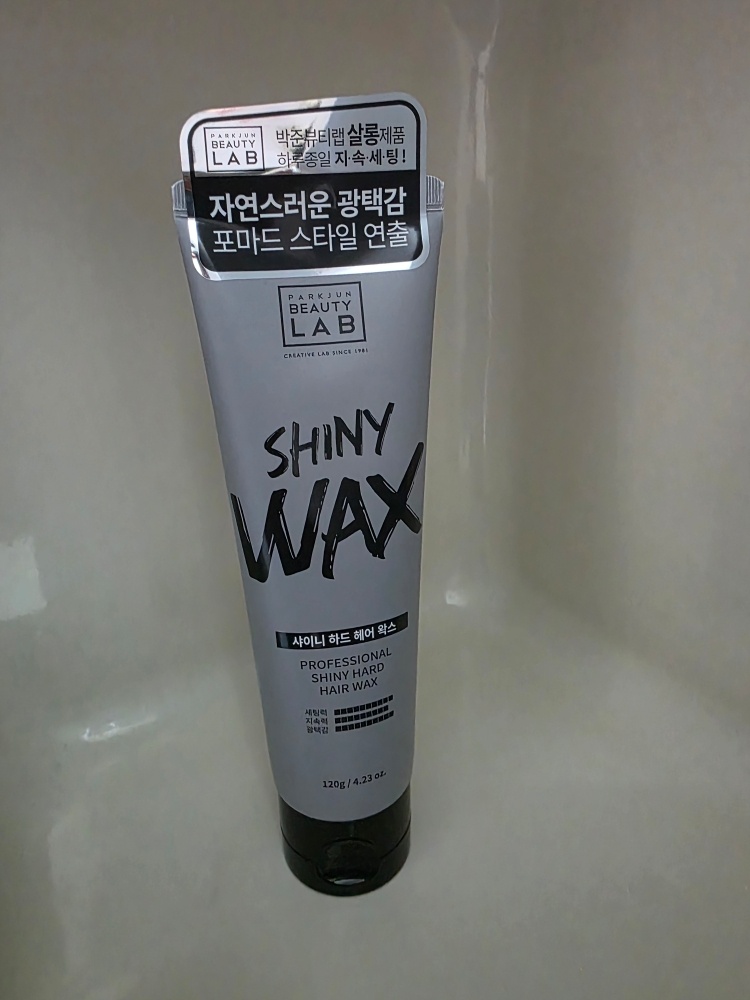 PARKJUN
BEAUTY
LAB
박준뷰티랩 살롱제품
하루종일 지·속·세·팅!
자연스러운 광택감
포마드 스타일 연출
PARKJUN
BEAUTY
LAB
CREATIVE LAB SINCE 1981
SHINY
WAX
샤이니 하드 헤어 왁스
PROFESSIONAL
SHINY HARD
HAIR WAX
세팅력
지속력
광택감
120g / 4.23 oz.